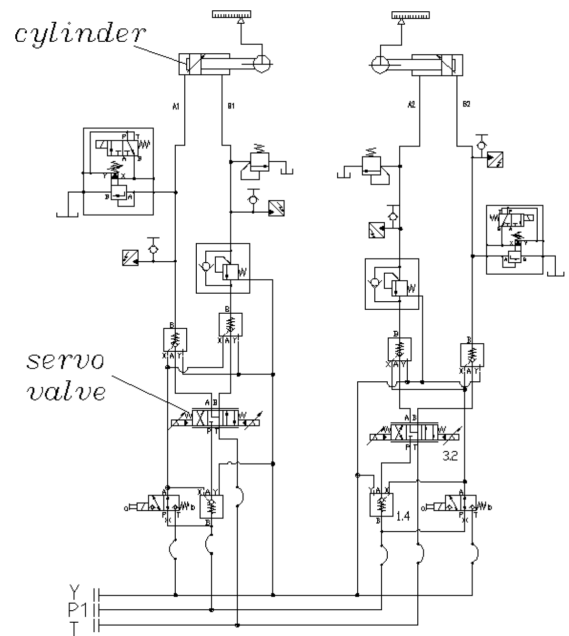 cylinder
A1
B1
A2
B2
P T
A B
Y X
B A
B
X A Y
B
X A Y
B
X A Y
B
X A Y
servo
valve
A B
P T
A B
P T
3.2
A
P T
X A Y
B
Y A X
B
1.4
A
P T
Y
P1
T